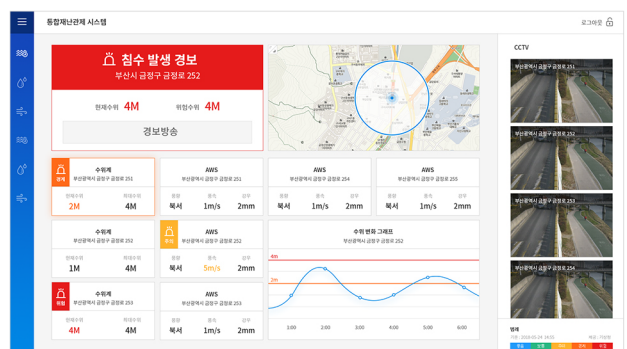 통합재난관제 시스템
로그아웃
침수 발생 경보
부산시 금정구 금정로 252
현재수위 4M 위험수위 4M
경보방송
CCTV
부산광역시 금정구 금정로 251
부산광역시 금정구 금정로 252
부산광역시 금정구 금정로 253
부산광역시 금정구 금정로 254
경계
수위계
부산광역시 금정구 금정로 251
현재수위 최대수위
2M 4M
AWS
부산광역시 금정구 금정로 251
풍향 풍속 강우
북서 1m/s 2mm
AWS
부산광역시 금정구 금정로 254
풍향 풍속 강우
북서 1m/s 2mm
AWS
부산광역시 금정구 금정로 255
풍향 풍속 강우
북서 1m/s 2mm
수위계
부산광역시 금정구 금정로 252
현재수위 최대수위
1M 4M
AWS
부산광역시 금정구 금정로 252
풍향 풍속 강우
북서 5m/s 2mm
수위 변화 그래프
부산광역시 금정구 금정로 252
4m
2m
1:00 2:00 3:00 4:00 5:00 6:00
위험
수위계
부산광역시 금정구 금정로 253
현재수위 최대수위
4M 4M
AWS
부산광역시 금정구 금정로 253
풍향 풍속 강우
북서 1m/s 2mm
범례